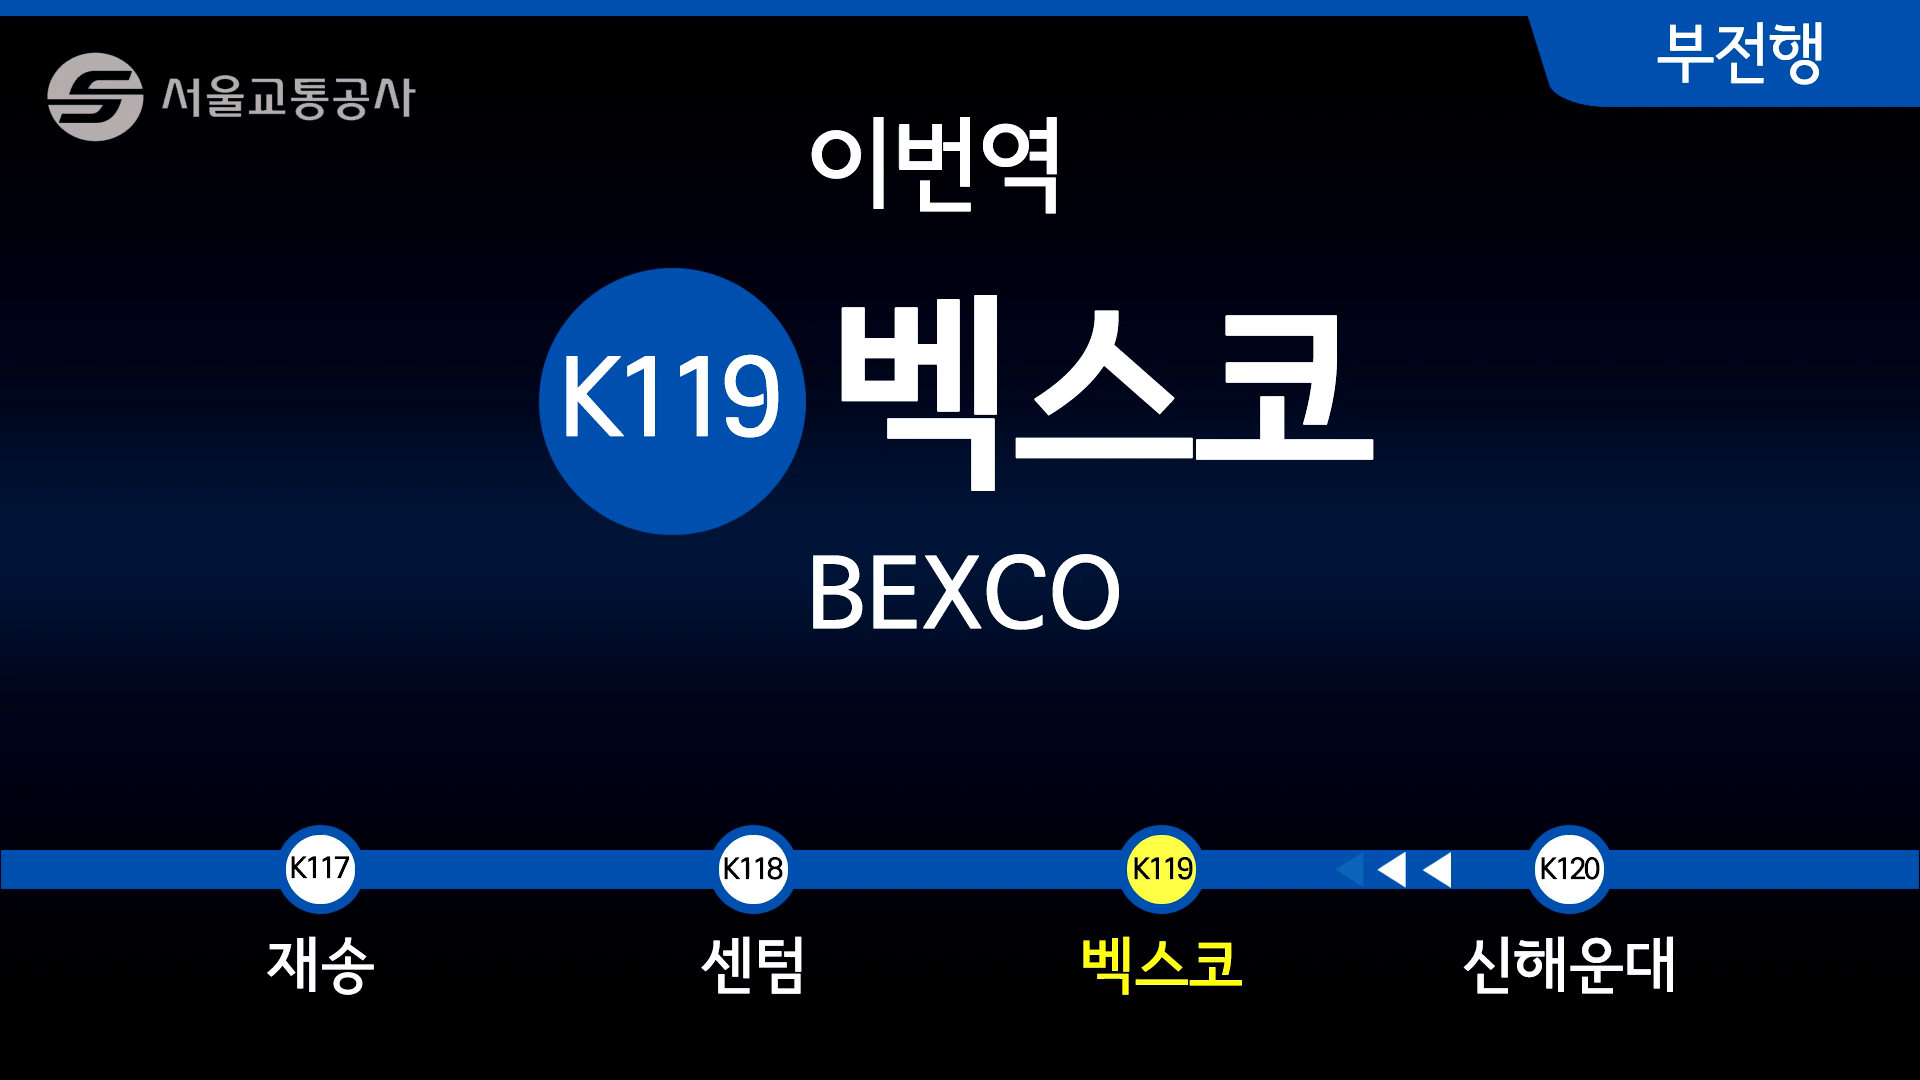 부전행
서울교통공사
이번역
K119 벡스코
BEXCO
K117 K118 K119 K120
재송 센텀 벡스코 신해운대